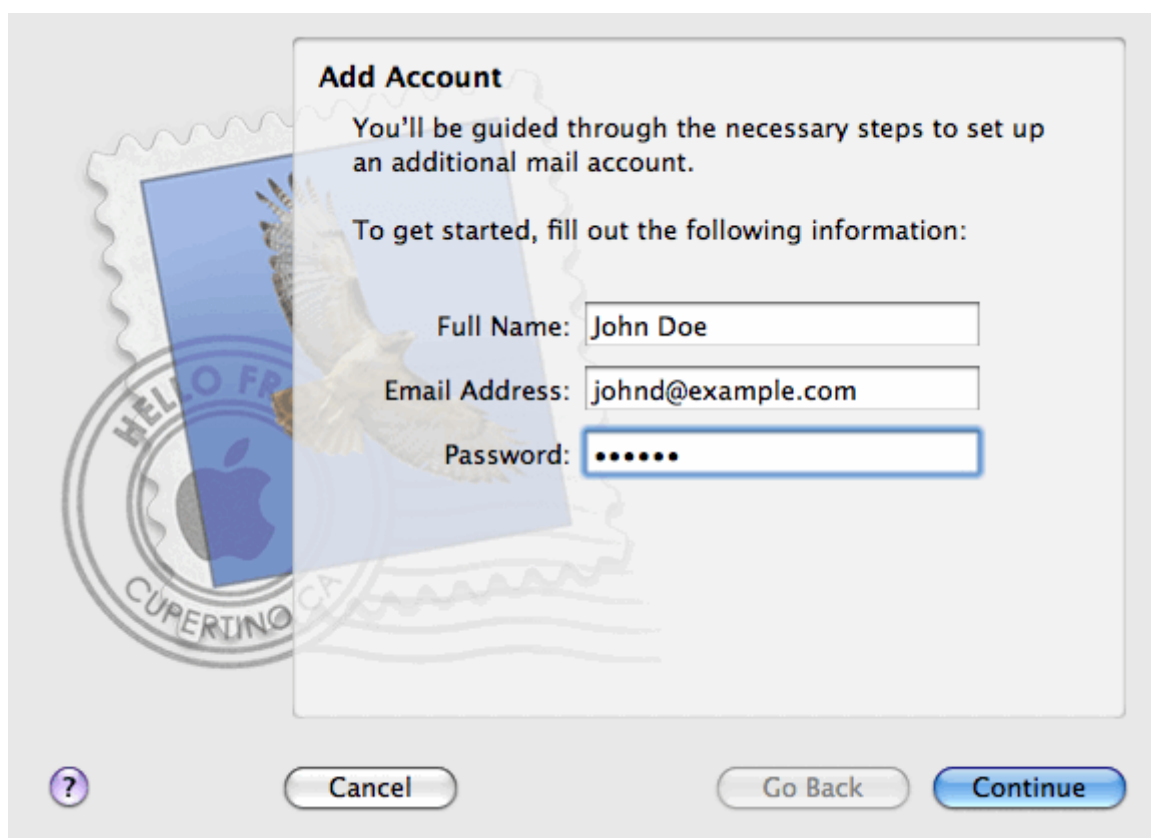 Add Account
You'll be guided through the necessary steps to set up
an additional mail account.
To get started, fill out the following information:
Full Name: John Doe
Email Address: johnd@example.com
Password: ••••••
HELLO FR
CUPERTINO CA
? Cancel Go Back Continue